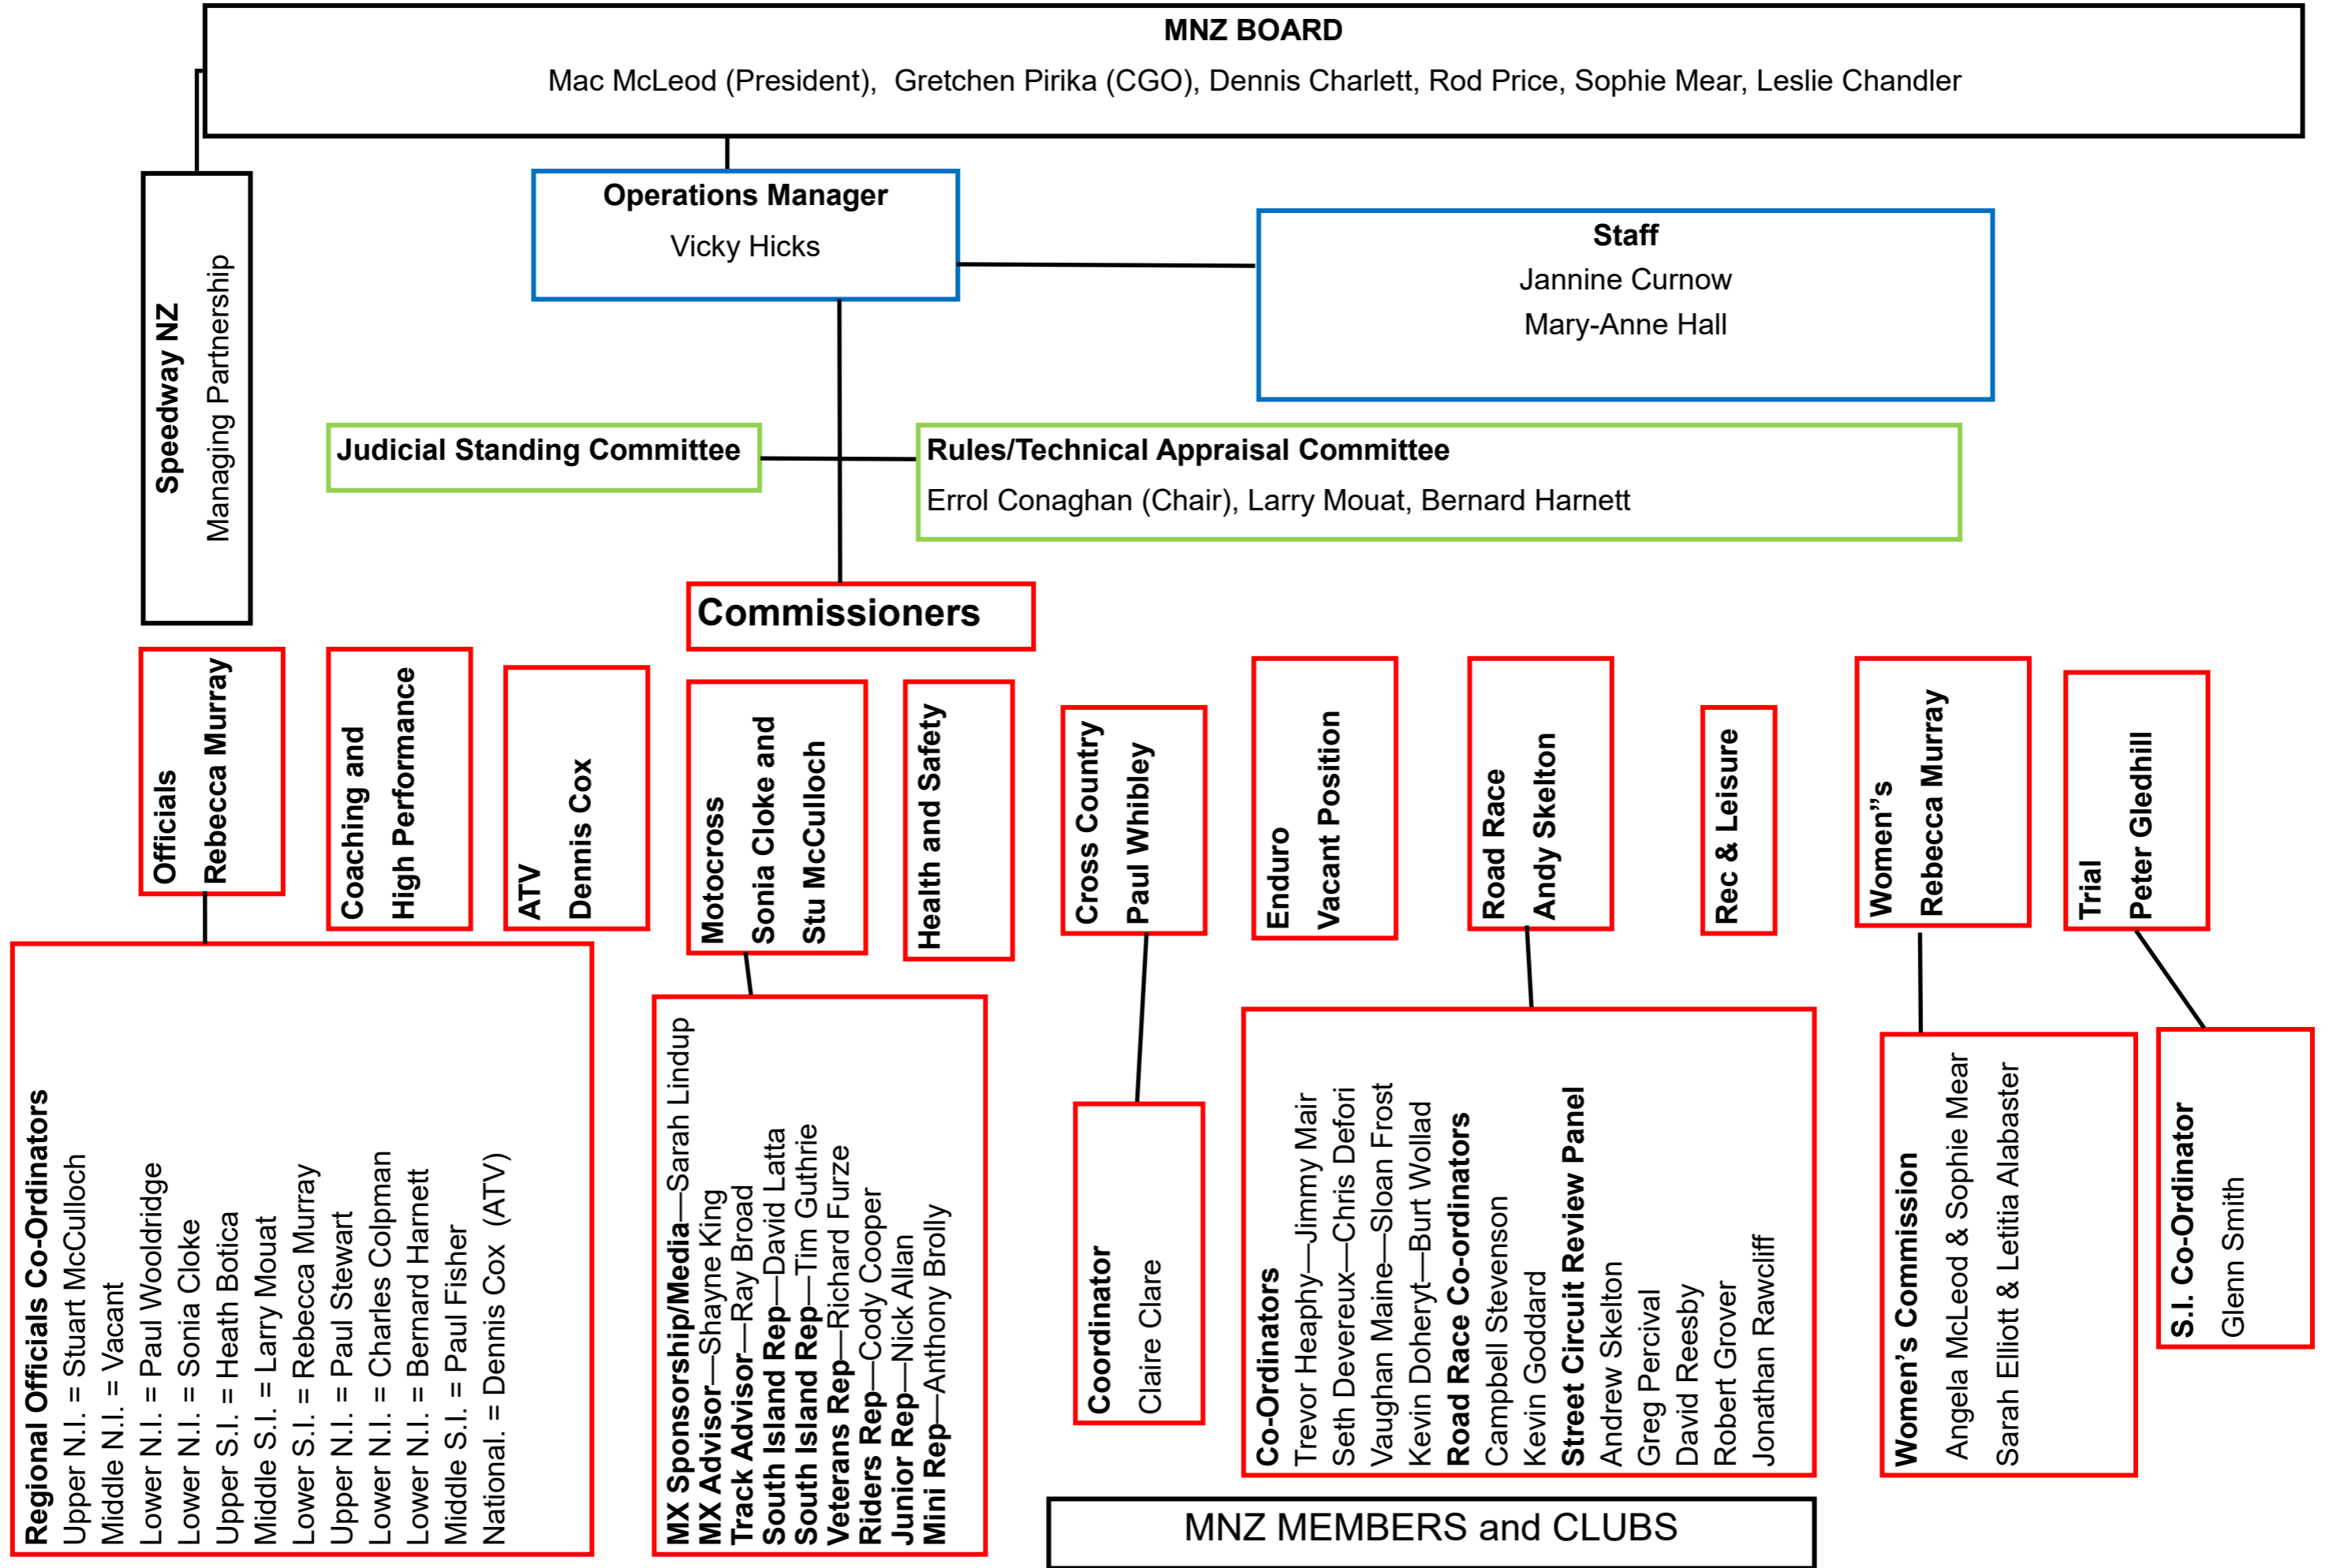 MNZ BOARD
Mac McLeod (President),  Gretchen Pirika (CGO), Dennis Charlett, Rod Price, Sophie Mear, Leslie Chandler
Speedway NZ
Managing Partnership
Operations Manager
Vicky Hicks
Staff
Jannine Curnow
Mary-Anne Hall
Judicial Standing Committee
Rules/Technical Appraisal Committee
Errol Conaghan (Chair), Larry Mouat, Bernard Harnett
Commissioners
Officials
Rebecca Murray
Coaching and
High Performance
ATV
Dennis Cox
Motocross
Sonia Cloke and
Stu McCulloch
Health and Safety
Cross Country
Paul Whibley
Enduro
Vacant Position
Road Race
Andy Skelton
Rec & Leisure
Women"s
Rebecca Murray
Trial
Peter Gledhill
Regional Officials Co-Ordinators
Upper N.I. = Stuart McCulloch
Middle N.I. = Vacant
Lower N.I. = Paul Wooldridge
Lower N.I. = Sonia Cloke
Upper S.I. = Heath Botica
Middle S.I. = Larry Mouat
Lower S.I. = Rebecca Murray
Upper N.I. = Paul Stewart
Lower N.I. = Charles Colpman
Lower N.I. = Bernard Harnett
Middle S.I. = Paul Fisher
National. = Dennis Cox  (ATV)
MX Sponsorship/Media—Sarah Lindup
MX Advisor—Shayne King
Track Advisor—Ray Broad
South Island Rep—David Latta
South Island Rep—Tim Guthrie
Veterans Rep—Richard Furze
Riders Rep—Cody Cooper
Junior Rep—Nick Allan
Mini Rep—Anthony Brolly
Coordinator
Claire Clare
Co-Ordinators
Trevor Heaphy—Jimmy Mair
Seth Devereux—Chris Defori
Vaughan Maine—Sloan Frost
Kevin Doheryt—Burt Wollad
Road Race Co-ordinators
Campbell Stevenson
Kevin Goddard
Street Circuit Review Panel
Andrew Skelton
Greg Percival
David Reesby
Robert Grover
Jonathan Rawcliff
Women's Commission
Angela McLeod & Sophie Mear
Sarah Elliott & Letitia Alabaster
S.I. Co-Ordinator
Glenn Smith
MNZ MEMBERS and CLUBS